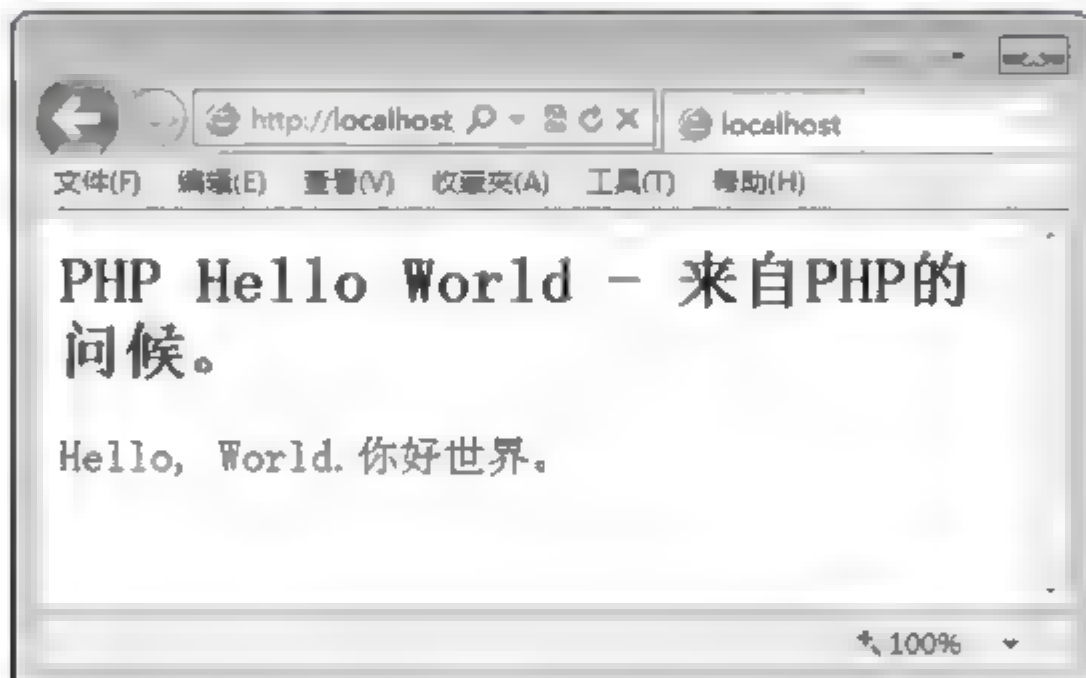 http://localhost
localhost
文件(F) 编辑(E) 查看(V) 收藏夹(A) 工具(T) 帮助(H)
PHP Hello World - 来自PHP的
问候。
Hello, World.你好世界。
100%